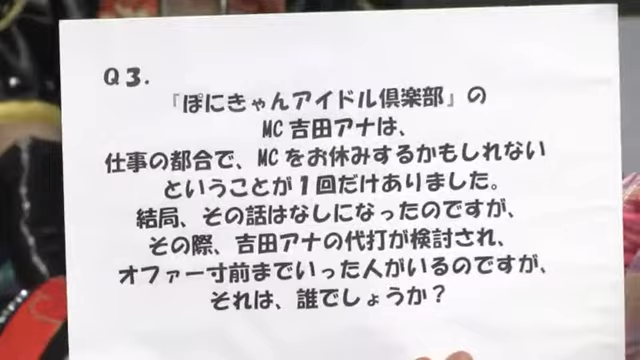 Q3.
『ぽにきゃんアイドル倶楽部』の
MC吉田アナは、
仕事の都合で、MCをお休みするかもしれない
ということが1回だけありました。
結局、その話はなしになったのですが、
その際、吉田アナの代打が検討され、
オファー寸前までいった人がいるのですが、
それは、誰でしょうか？